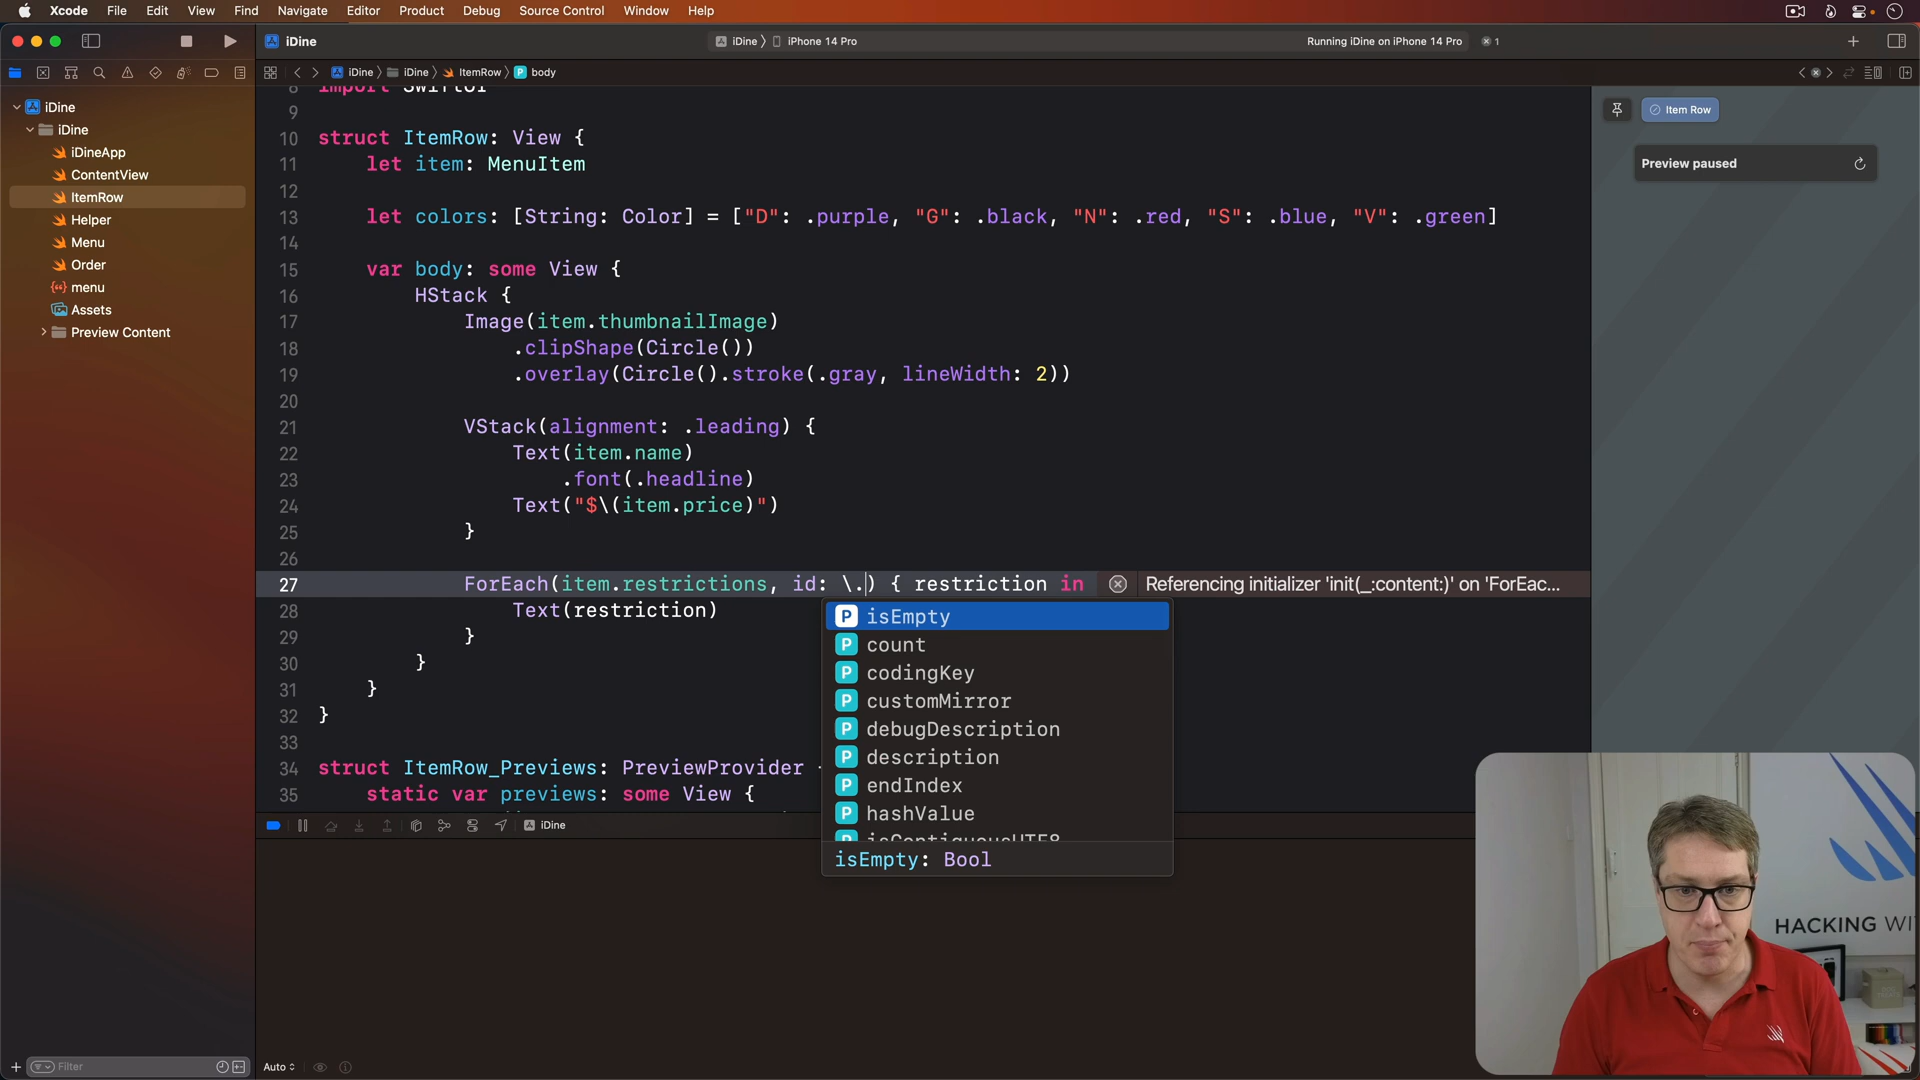 Xcode File Edit View Find Navigate Editor Product Debug Source Control Window Help
iDine
iDine 〉 iPhone 14 Pro
Running iDine on iPhone 14 Pro
1
iDine 〉 iDine 〉 ItemRow 〉 P body
iDine
iDine
iDineApp
ContentView
ItemRow
Helper
Menu
Order
menu
Assets
Preview Content
Filter
8 import SwiftUI
9
10 struct ItemRow: View {
11 let item: MenuItem
12
13 let colors: [String: Color] = ["D": .purple, "G": .black, "N": .red, "S": .blue, "V": .green]
14
15 var body: some View {
16 HStack {
17 Image(item.thumbnailImage)
18 .clipShape(Circle())
19 .overlay(Circle().stroke(.gray, lineWidth: 2))
20
21 VStack(alignment: .leading) {
22 Text(item.name)
23 .font(.headline)
24 Text("$\(item.price)")
25 }
26
27 ForEach(item.restrictions, id: \.) { restriction in
Referencing initializer 'init(_:content:)' on 'ForEac...
28 Text(restriction)
29 }
30 }
31 }
32 }
33
34 struct ItemRow_Previews: PreviewProvider
35 static var previews: some View {
P isEmpty
P count
P codingKey
P customMirror
P debugDescription
P description
P endIndex
P hashValue
P isContiguousUTF8
isEmpty: Bool
iDine
Auto
Item Row
Preview paused
HACKING WI